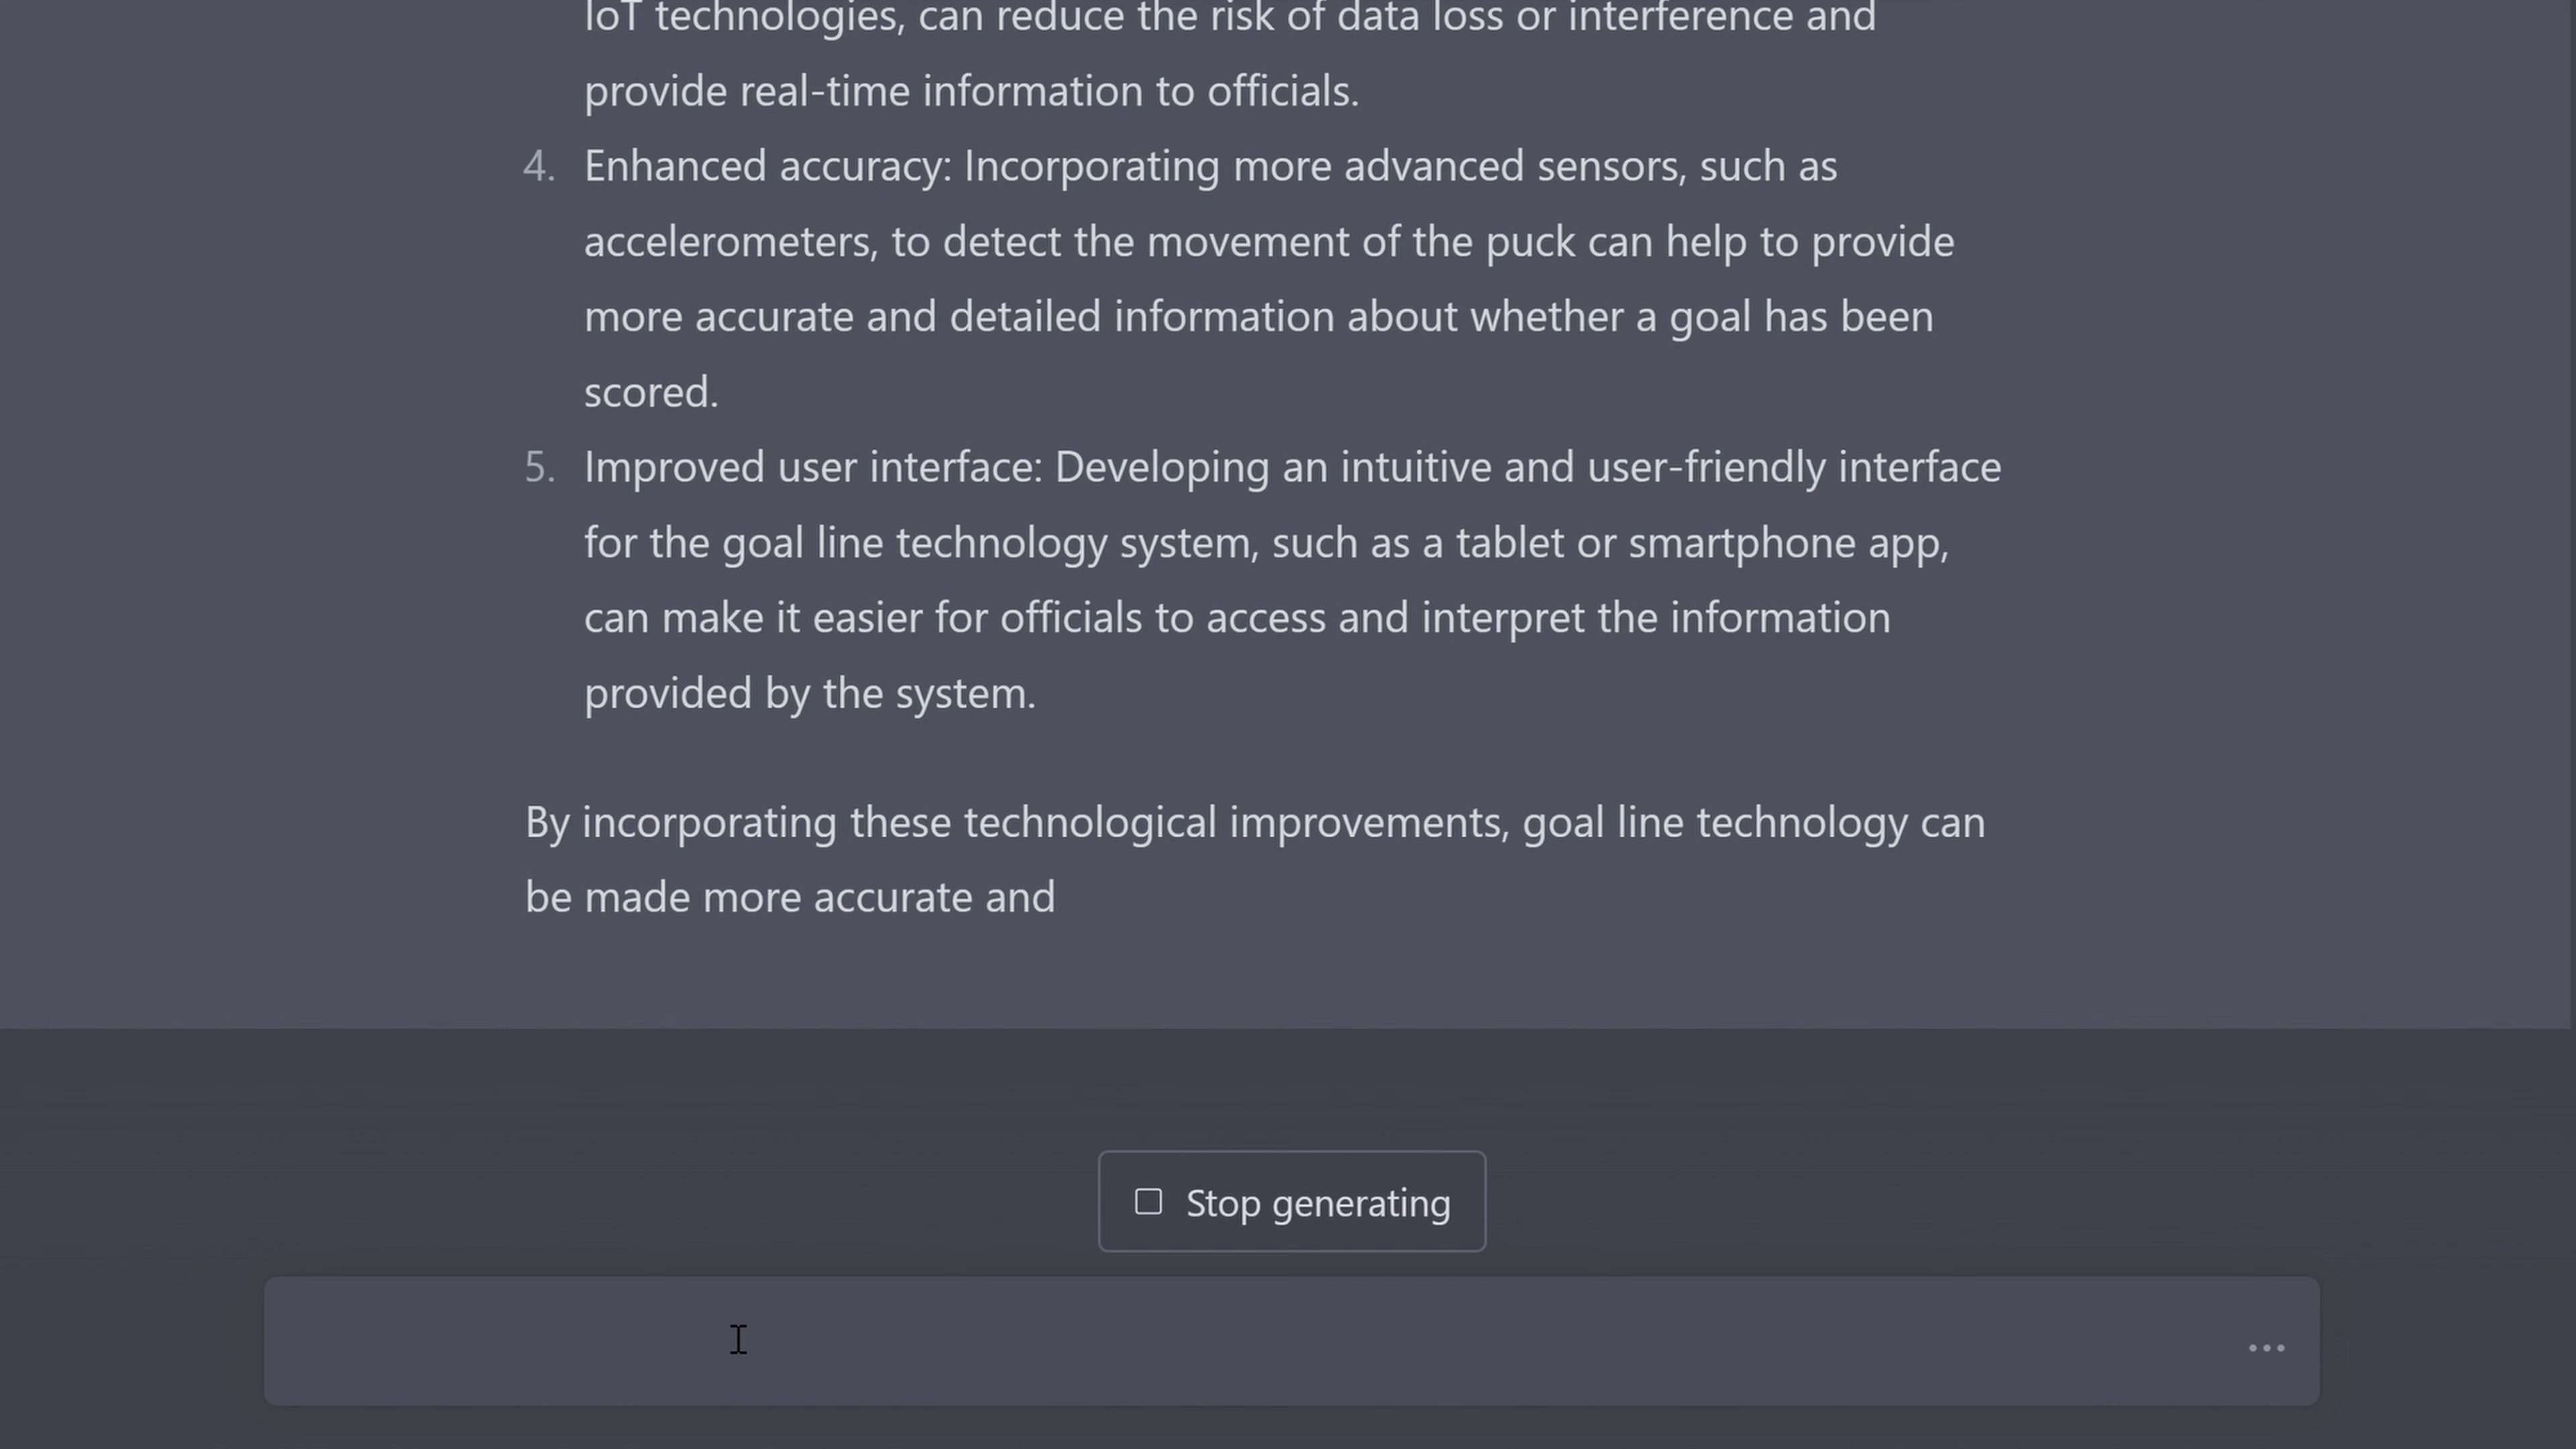 IoT technologies, can reduce the risk of data loss or interference and
provide real-time information to officials.
4. Enhanced accuracy: Incorporating more advanced sensors, such as
accelerometers, to detect the movement of the puck can help to provide
more accurate and detailed information about whether a goal has been
scored.
5. Improved user interface: Developing an intuitive and user-friendly interface
for the goal line technology system, such as a tablet or smartphone app,
can make it easier for officials to access and interpret the information
provided by the system.
By incorporating these technological improvements, goal line technology can
be made more accurate and
Stop generating